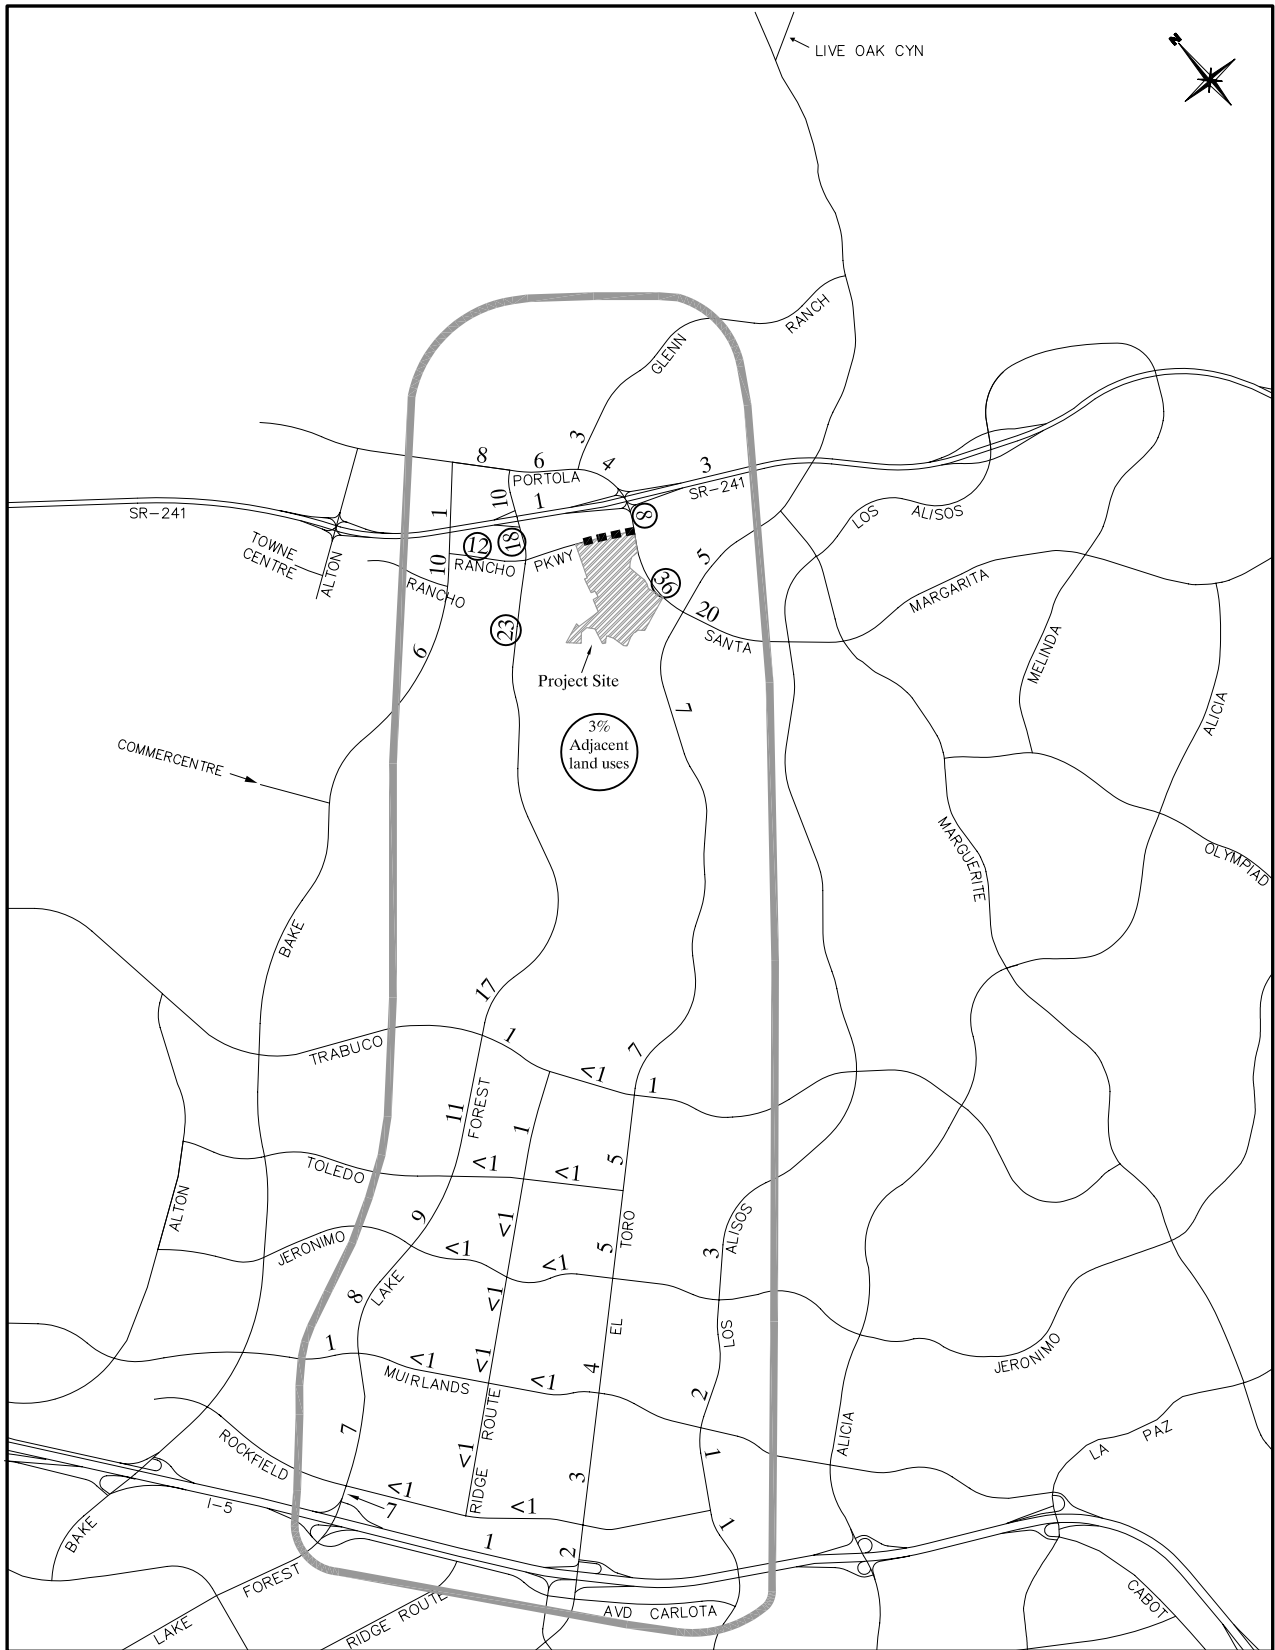 N
LIVE OAK CYN
RANCH
GLENN
3
8
6
4
3
PORTOLA
SR-241
10
1
SR-241
1
8
LOS
ALISOS
TOWNE
CENTRE
ALTON
12
18
10
RANCHO
PKWY
5
RANCHO
36
20
MARGARITA
23
SANTA
6
MELINDA
Project Site
7
ALICIA
3%
Adjacent
land uses
COMMERCENTRE
MARGUERITE
OLYMPIAD
BAKE
17
1
TRABUCO
7
<1
1
11
FOREST
1
5
TOLEDO
<1
<1
ALTON
9
<1
TORO
ALISOS
JERONIMO
<1
5
3
<1
8
LAKE
<1
EL
LOS
1
<1
<1
4
JERONIMO
MUIRLANDS
<1
2
ROUTE
7
ALICIA
LA PAZ
ROCKFIELD
<1
1
<1
3
RIDGE
I-5
7
<1
1
BAKE
1
2
FOREST
CABOT
LAKE
RIDGE ROUTE
AVD CARLOTA